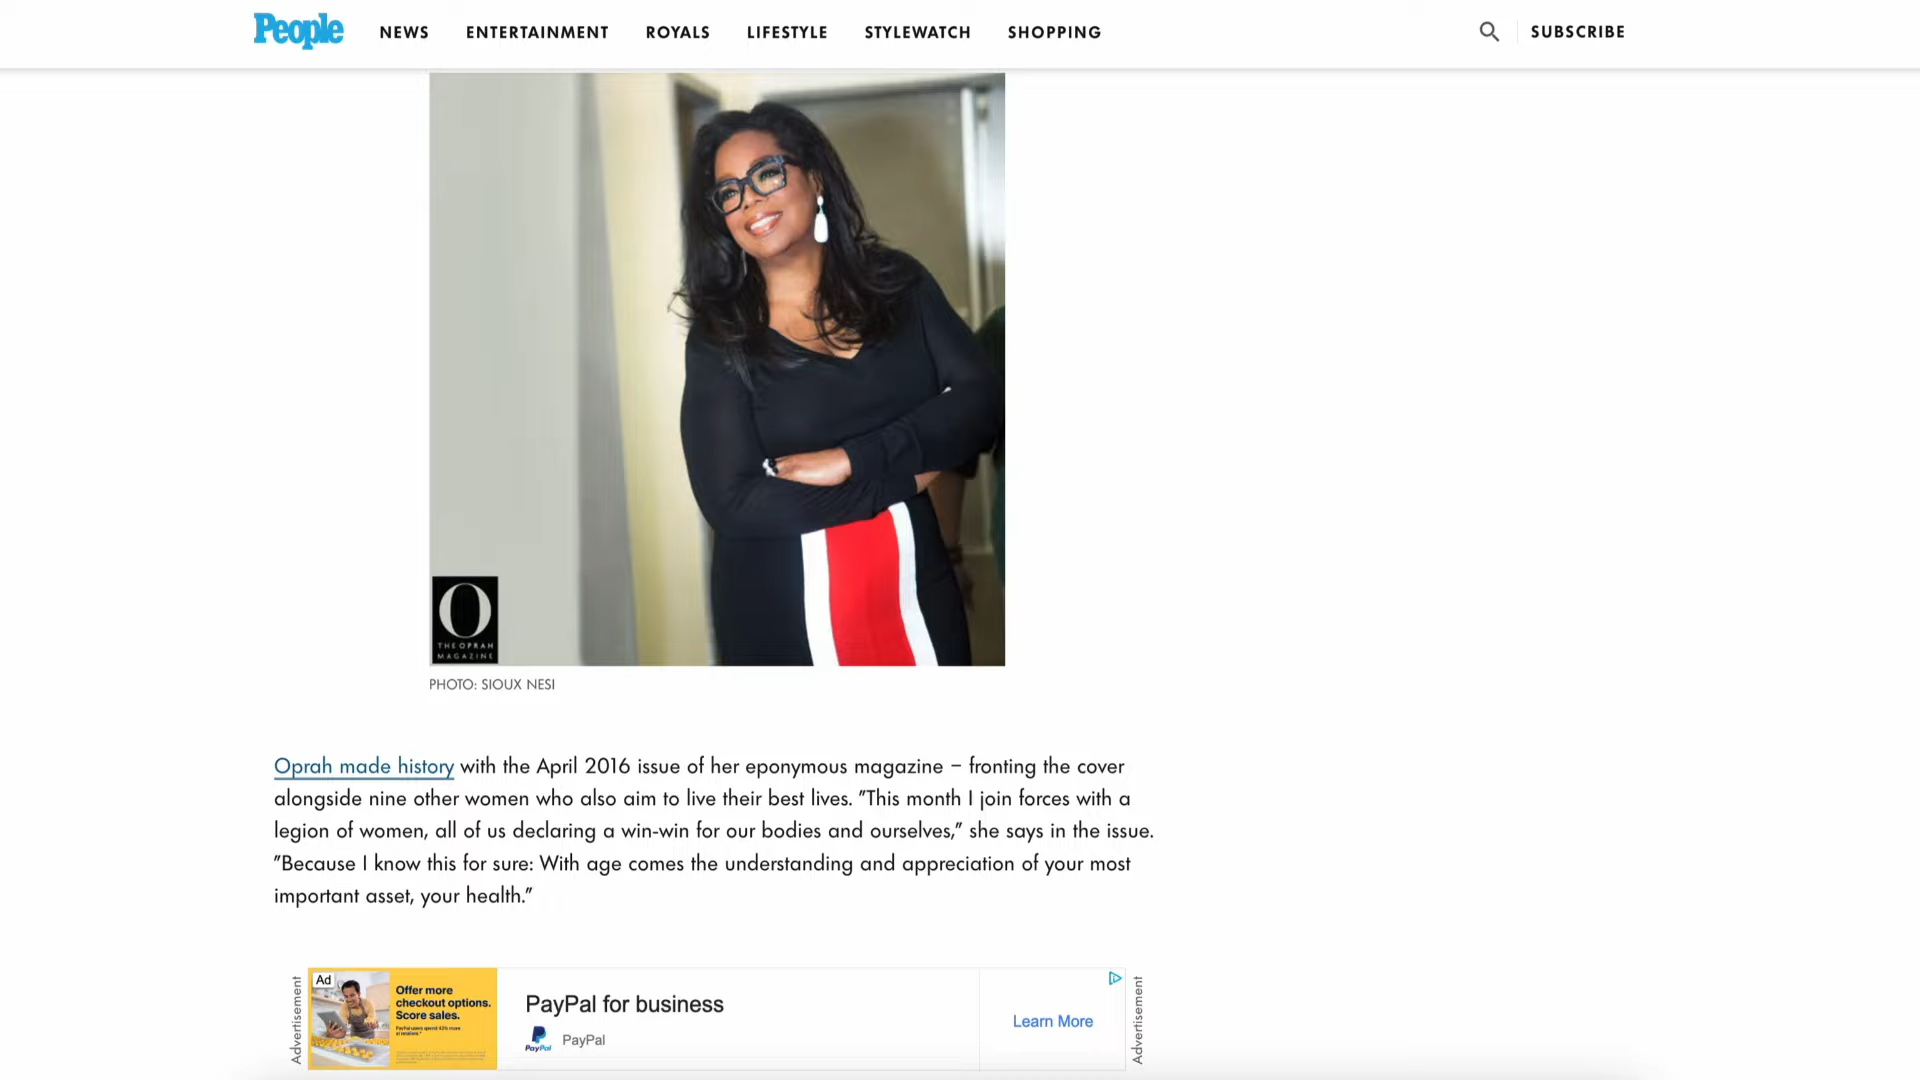 People NEWS ENTERTAINMENT ROYALS LIFESTYLE STYLEWATCH SHOPPING SUBSCRIBE
O
THE OPRAH
MAGAZINE
PHOTO: SIOUX NESI
Oprah made history with the April 2016 issue of her eponymous magazine – fronting the cover
alongside nine other women who also aim to live their best lives. "This month I join forces with a
legion of women, all of us declaring a win-win for our bodies and ourselves," she says in the issue.
"Because I know this for sure: With age comes the understanding and appreciation of your most
important asset, your health."
Advertisement
Ad
Offer more
checkout options.
Score sales.
PayPal for business
PayPal PayPal
Learn More
Advertisement